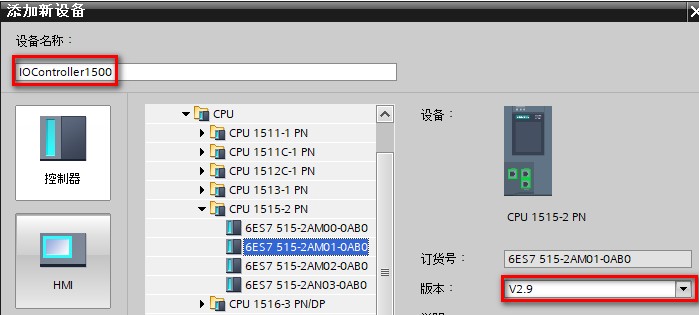 添加新设备
设备名称：
IOController1500
控制器
HMI
CPU
CPU 1511-1 PN
CPU 1511C-1 PN
CPU 1512C-1 PN
CPU 1513-1 PN
CPU 1515-2 PN
6ES7 515-2AM00-0AB0
6ES7 515-2AM01-0AB0
6ES7 515-2AM02-0AB0
6ES7 515-2AN03-0AB0
CPU 1516-3 PN/DP
设备：
CPU 1515-2 PN
订货号：
6ES7 515-2AM01-0AB0
版本：
V2.9